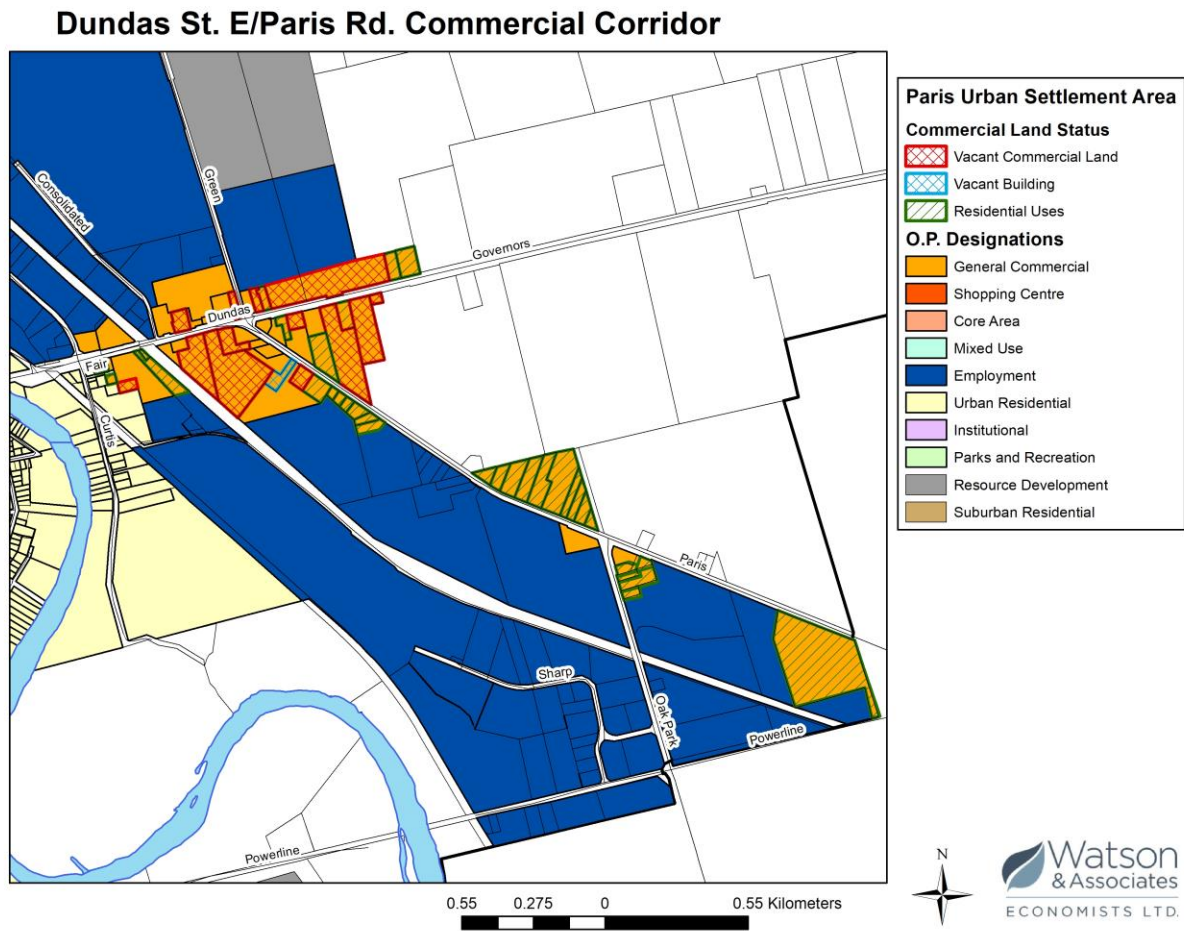 Dundas St. E/Paris Rd. Commercial Corridor
Consolidated
Green
Governors
Dundas
Fair
Curtis
Paris
Sharp
Oak Park
Powerline
Powerline
Paris Urban Settlement Area
Commercial Land Status
Vacant Commercial Land
Vacant Building
Residential Uses
O.P. Designations
General Commercial
Shopping Centre
Core Area
Mixed Use
Employment
Urban Residential
Institutional
Parks and Recreation
Resource Development
Suburban Residential
0.55 0.275 0 0.55 Kilometers
N
Watson
& Associates
ECONOMISTS LTD.